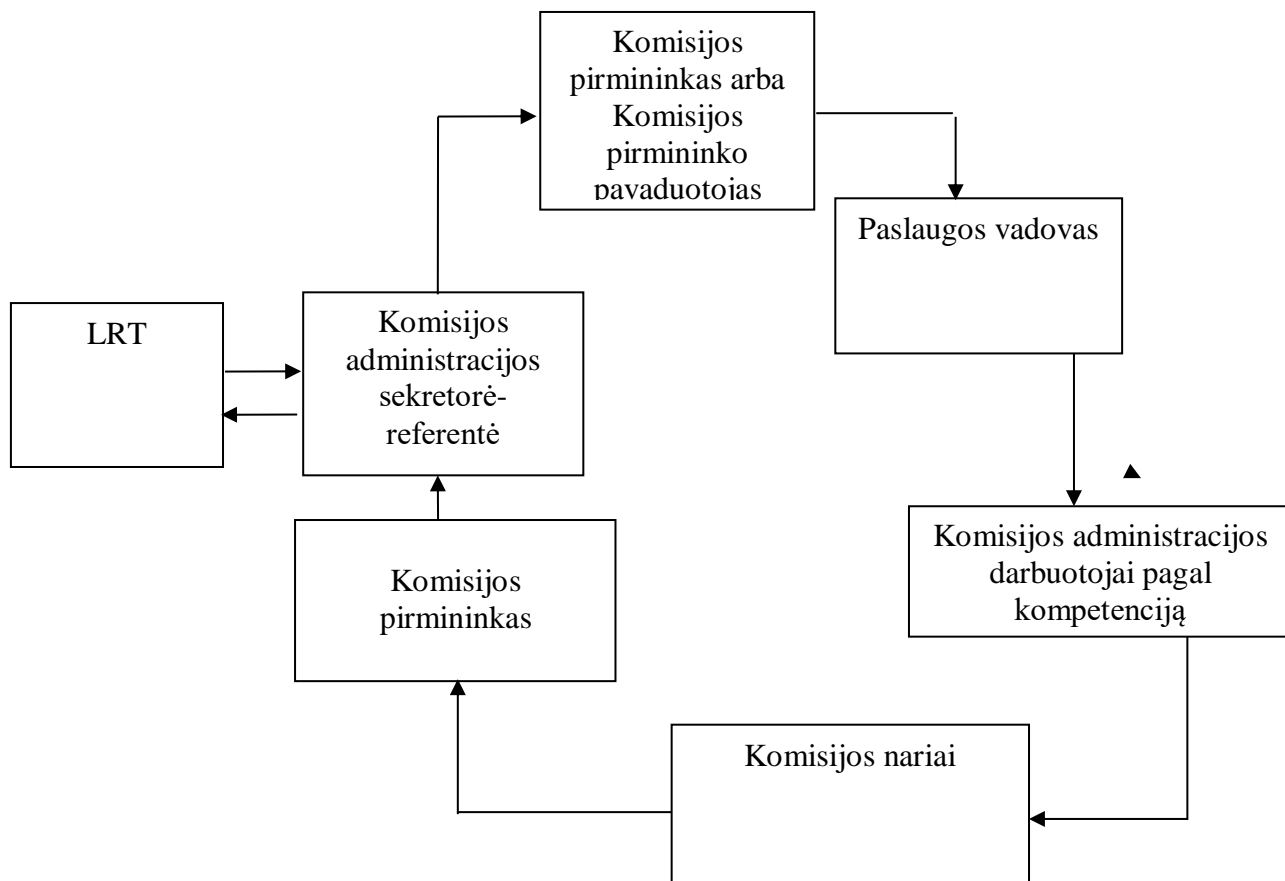 Komisijos
pirmininkas arba
Komisijos
pirmininko
pavaduotojas
Paslaugos vadovas
LRT
Komisijos
administracijos
sekretorė-
referentė
Komisijos administracijos
darbuotojai pagal
kompetenciją
Komisijos
pirmininkas
Komisijos nariai